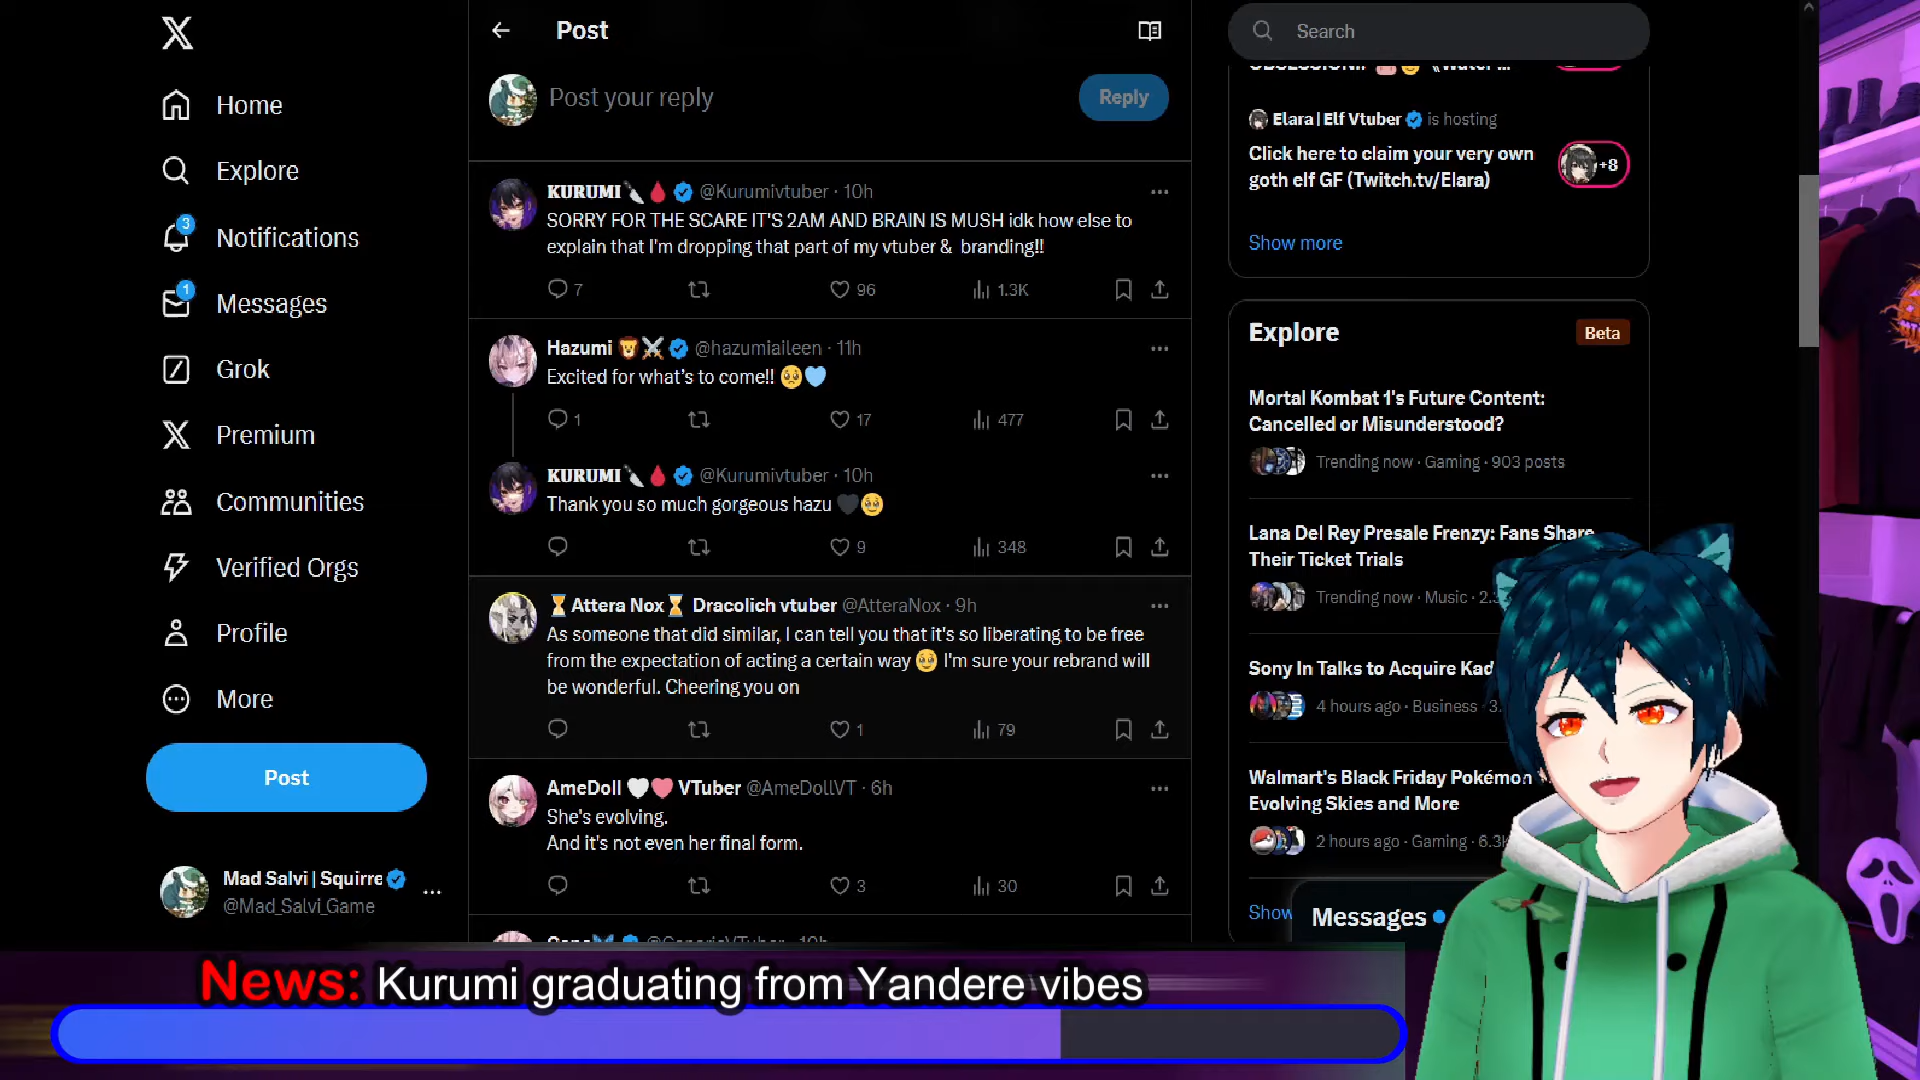 Home
Explore
3
Notifications
1
Messages
Grok
Premium
Communities
Verified Orgs
Profile
More
Post
Mad Salvi | Squirre
@Mad_Salvi_Game
Post
Post your reply
Reply
KURUMI @Kurumivtuber · 10h
SORRY FOR THE SCARE IT'S 2AM AND BRAIN IS MUSH idk how else to
explain that I'm dropping that part of my vtuber & branding!!
7 96 1.3K
Hazumi @hazumiaileen · 11h
Excited for what's to come!!
1 17 477
KURUMI @Kurumivtuber · 10h
Thank you so much gorgeous hazu
9 348
Attera Nox Dracolich vtuber @AtteraNox · 9h
As someone that did similar, I can tell you that it's so liberating to be free
from the expectation of acting a certain way I'm sure your rebrand will
be wonderful. Cheering you on
1 79
AmeDoll VTuber @AmeDollVT · 6h
She's evolving.
And it's not even her final form.
3 30
Search
Elara | Elf Vtuber is hosting
Click here to claim your very own
goth elf GF (Twitch.tv/Elara)
+8
Show more
Explore
Beta
Mortal Kombat 1's Future Content:
Cancelled or Misunderstood?
Trending now · Gaming · 903 posts
Lana Del Rey Presale Frenzy: Fans Share
Their Ticket Trials
Trending now · Music
Sony In Talks to Acquire Kad
4 hours ago · Business
Walmart's Black Friday Pokémon
Evolving Skies and More
2 hours ago · Gaming
Show
Messages
News: Kurumi graduating from Yandere vibes